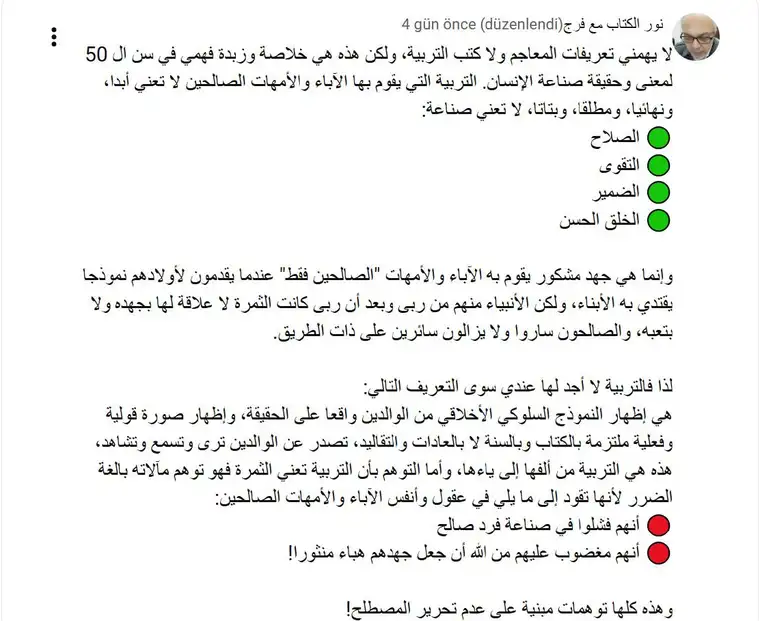 نور الكتاب مع فرج 4 gün önce (düzenlendi)
لا يهمني تعريفات المعاجم ولا كتب التربية، ولكن هذه هي خلاصة وزبدة فهمي في سن ال 50
لمعنى وحقيقة صناعة الإنسان. التربية التي يقوم بها الآباء والأمهات الصالحين لا تعني أبدا،
ونهائيا، ومطلقا، وبتاتا، لا تعني صناعة:
الصلاح
التقوى
الضمير
الخلق الحسن
وإنما هي جهد مشكور يقوم به الآباء والأمهات "الصالحين فقط" عندما يقدمون لأولادهم نموذجا
يقتدي به الأبناء، ولكن الأنبياء منهم من ربى وبعد أن ربى كانت الثمرة لا علاقة لها بجهده ولا
بتعبه، والصالحون ساروا ولا يزالون سائرين على ذات الطريق.
لذا فالتربية لا أجد لها عندي سوى التعريف التالي:
هي إظهار النموذج السلوكي الأخلاقي من الوالدين واقعا على الحقيقة، وإظهار صورة قولية
وفعلية ملتزمة بالكتاب وبالسنة لا بالعادات والتقاليد، تصدر عن الوالدين ترى وتسمع وتشاهد،
هذه هي التربية من ألفها إلى ياءها، وأما التوهم بأن التربية تعني الثمرة فهو توهم مآلاته بالغة
الضرر لأنها تقود إلى ما يلي في عقول وأنفس الآباء والأمهات الصالحين:
أنهم فشلوا في صناعة فرد صالح
أنهم مغضوب عليهم من الله أن جعل جهدهم هباء منثورا!
وهذه كلها توهمات مبنية على عدم تحرير المصطلح!